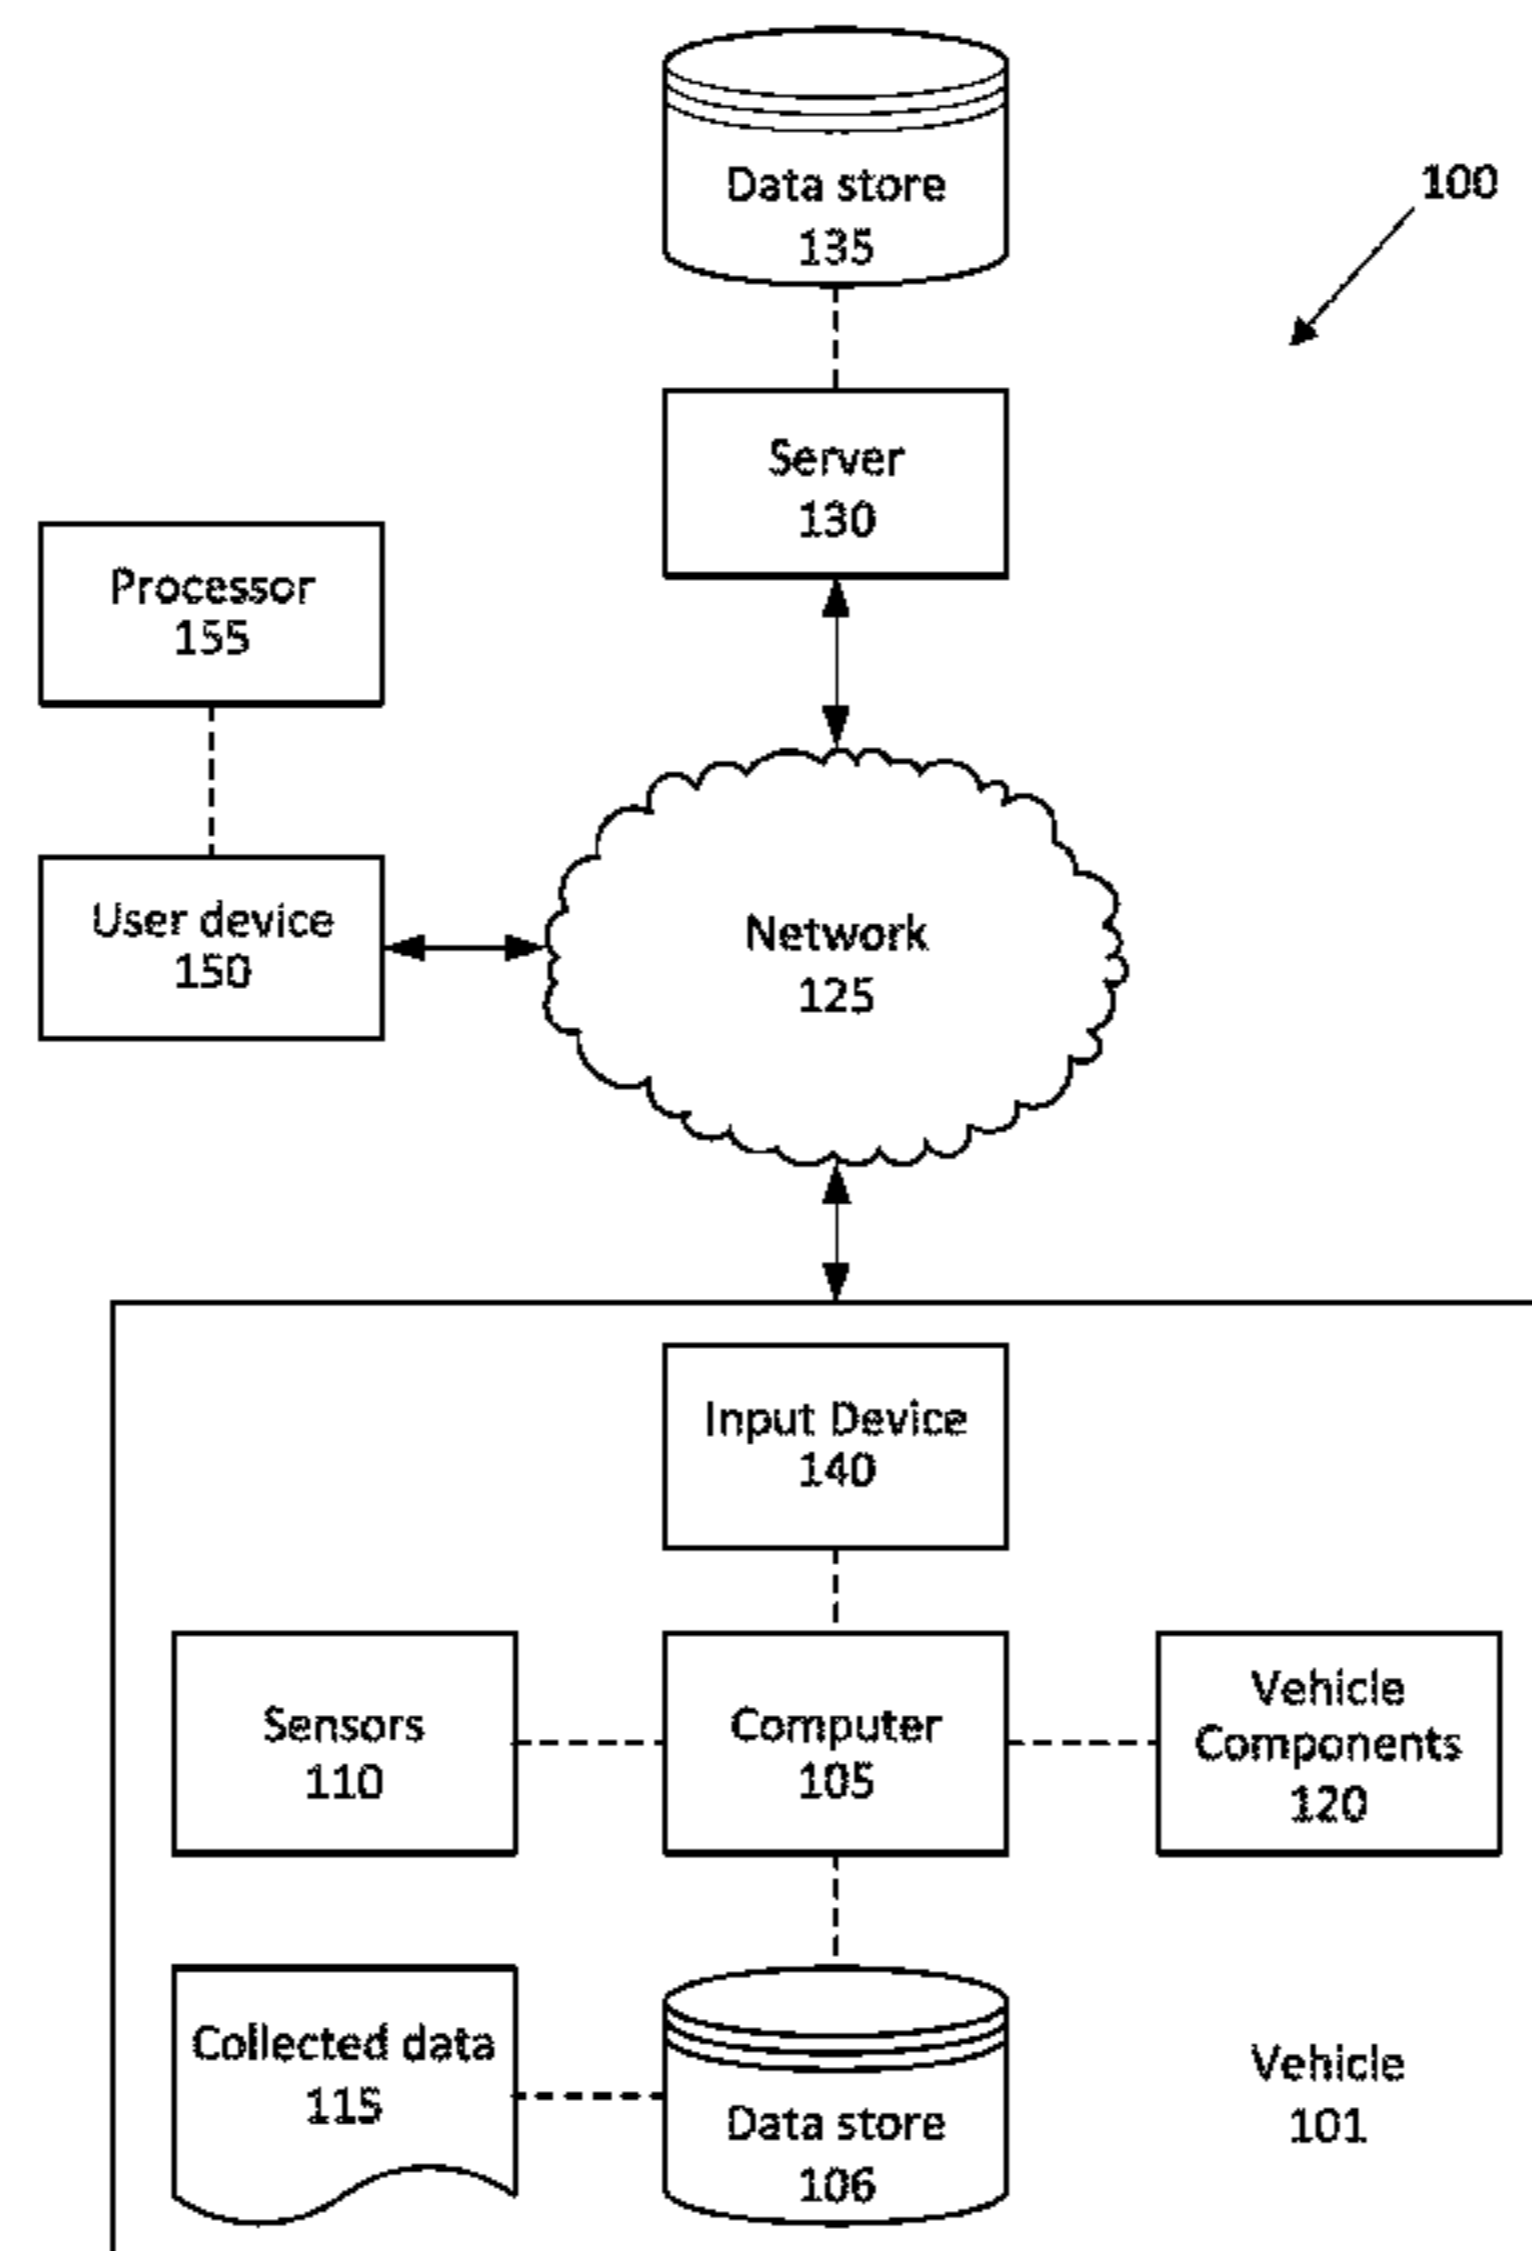 Data store
135
100
Server
130
Processor
155
User device
150
Network
125
Input Device
140
Sensors
110
Computer
105
Vehicle
Components
120
Collected data
115
Data store
106
Vehicle
101